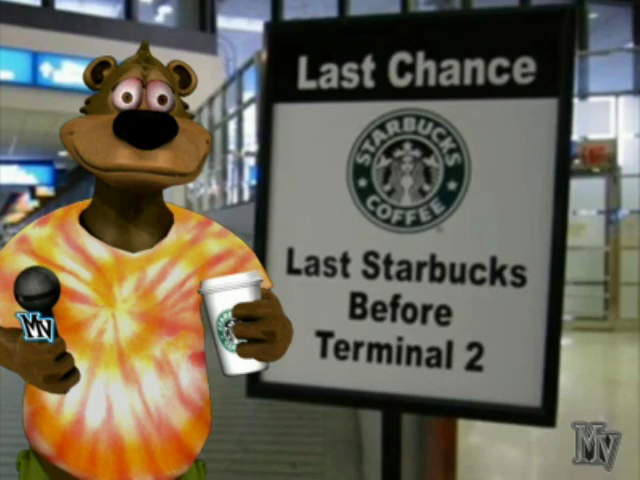 Last Chance
STARBUCKS
COFFEE
Last Starbucks
Before
Terminal 2
MV
MV